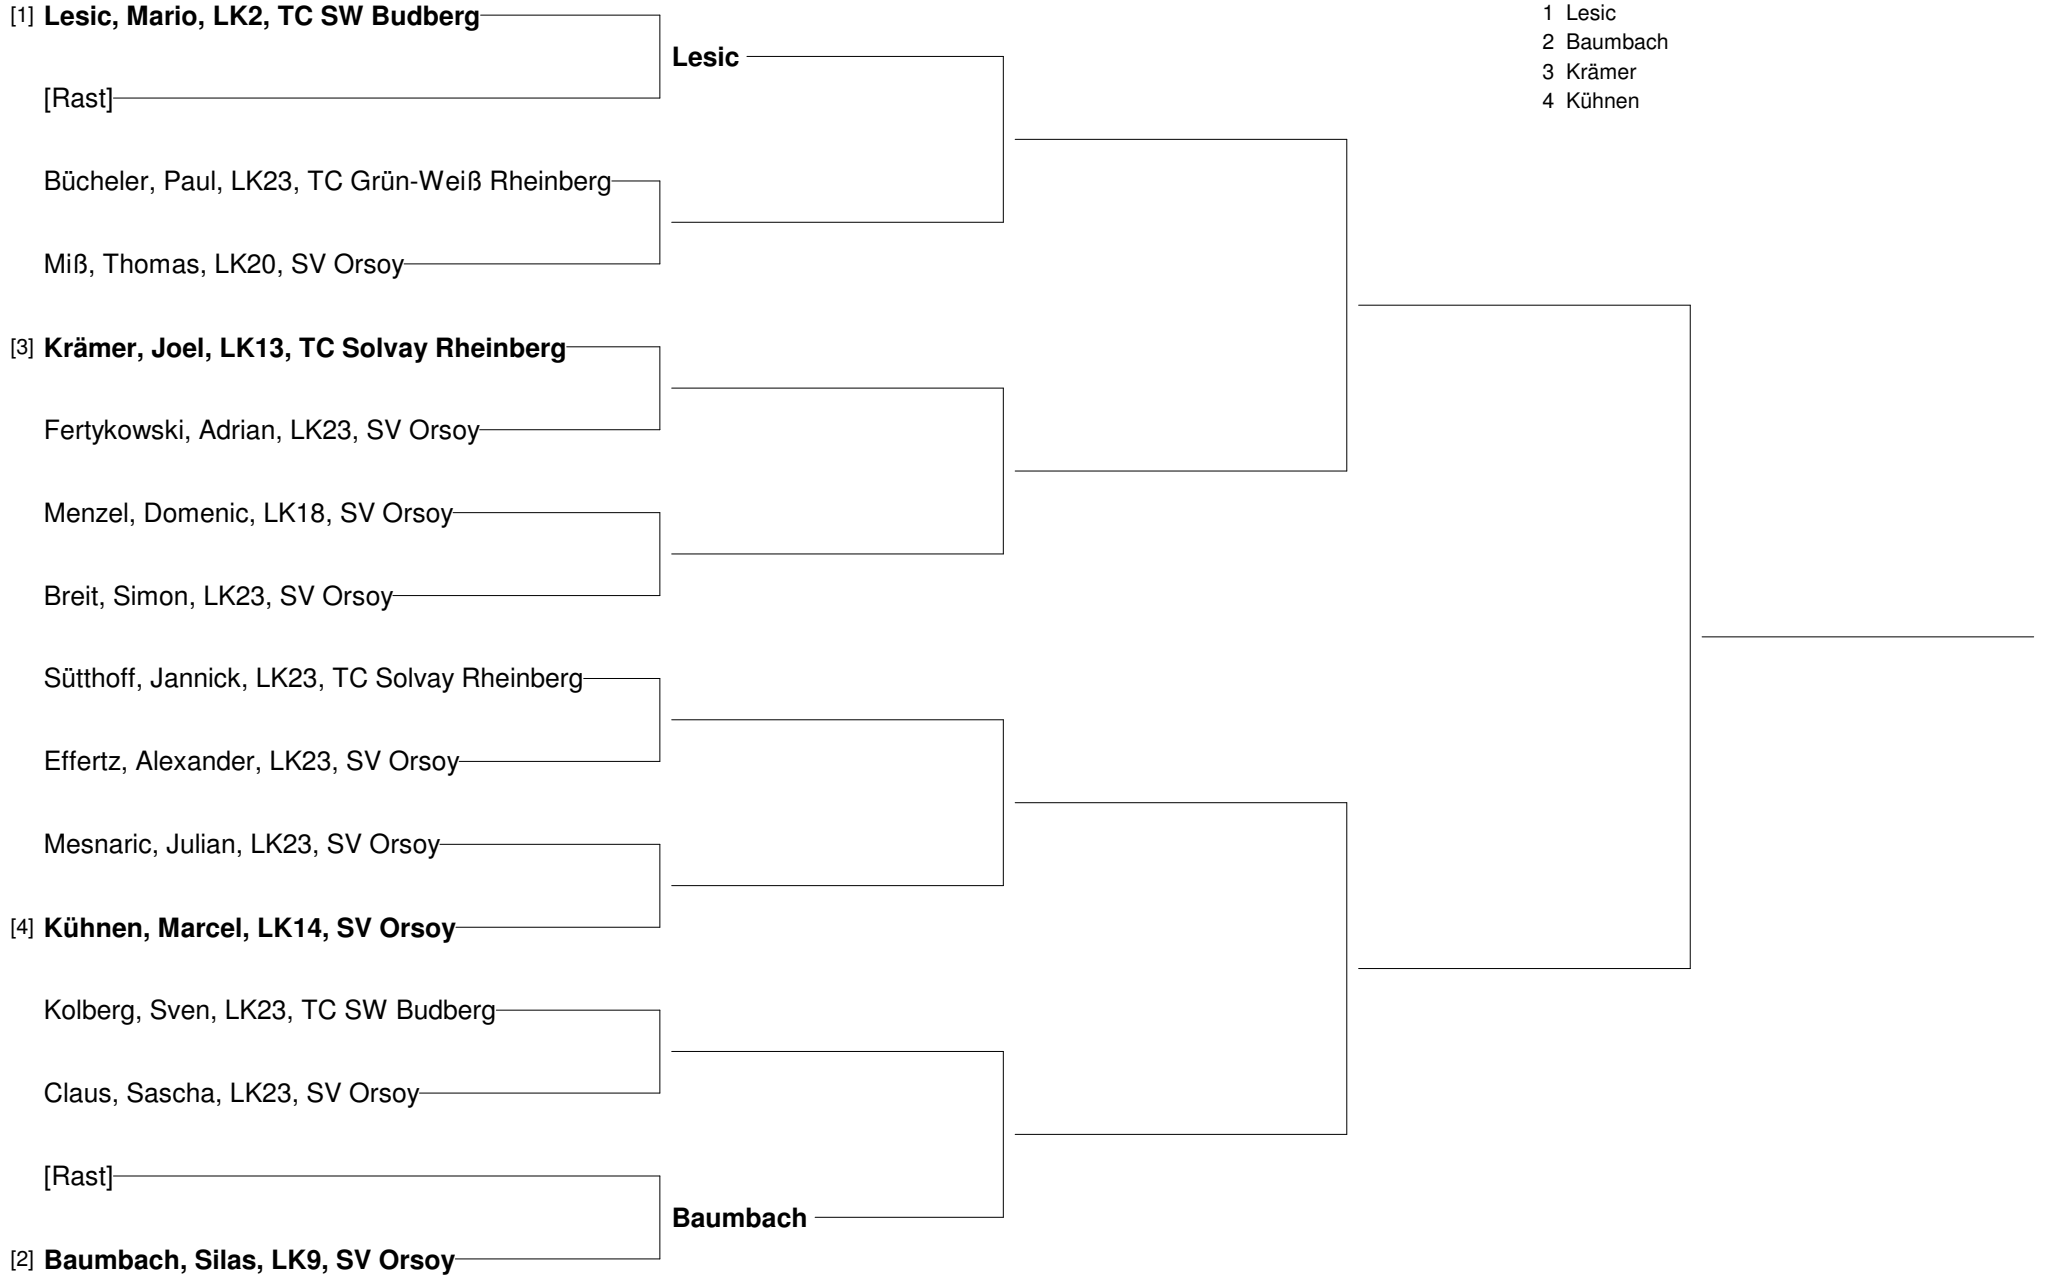 [1] Lesic, Mario, LK2, TC SW Budberg
1 Lesic
2 Baumbach
3 Krämer
4 Kühnen
Lesic
[Rast]
Bücheler, Paul, LK23, TC Grün-Weiß Rheinberg
Miß, Thomas, LK20, SV Orsoy
[3] Krämer, Joel, LK13, TC Solvay Rheinberg
Fertykowski, Adrian, LK23, SV Orsoy
Menzel, Domenic, LK18, SV Orsoy
Breit, Simon, LK23, SV Orsoy
Sütthoff, Jannick, LK23, TC Solvay Rheinberg
Effertz, Alexander, LK23, SV Orsoy
Mesnaric, Julian, LK23, SV Orsoy
[4] Kühnen, Marcel, LK14, SV Orsoy
Kolberg, Sven, LK23, TC SW Budberg
Claus, Sascha, LK23, SV Orsoy
[Rast]
Baumbach
[2] Baumbach, Silas, LK9, SV Orsoy